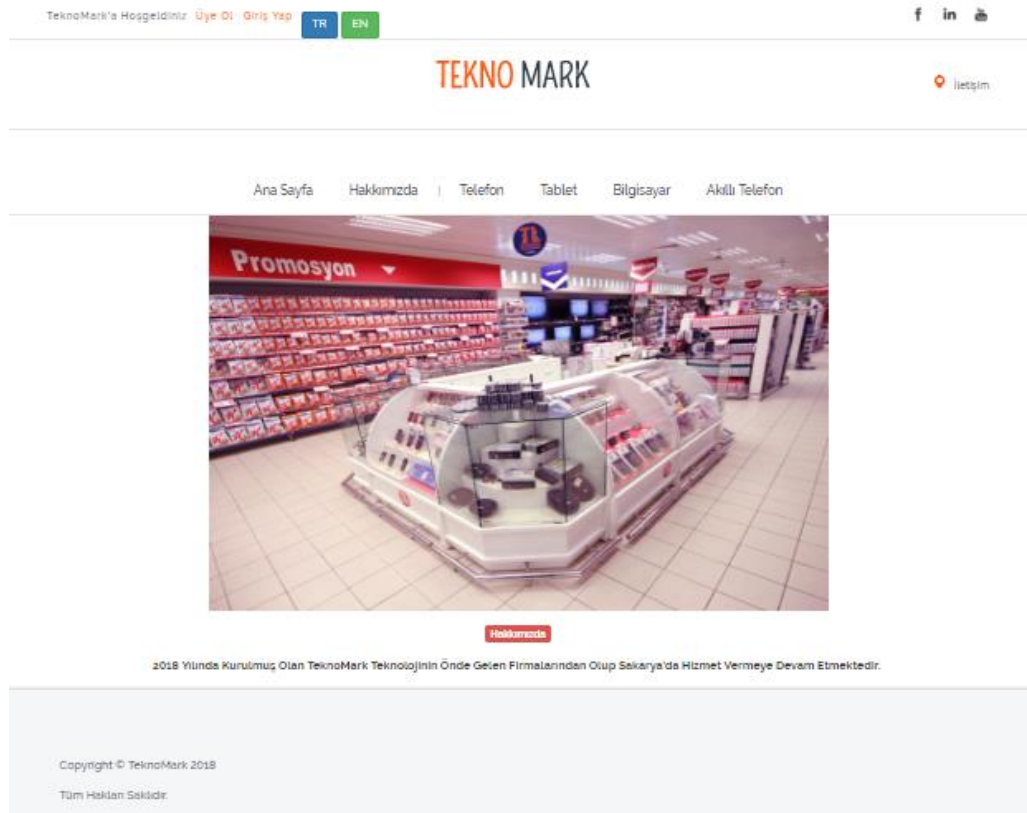 TeknoMark'a Hoşgeldiniz Üye Ol Giriş Yap TR EN
TEKNO MARK
İletişim
Ana Sayfa Hakkımızda | Telefon Tablet Bilgisayar Akıllı Telefon
Promosyon
Hakkımızda
2018 Yılında Kurulmuş Olan TeknoMark Teknolojinin Önde Gelen Firmalarından Olup Sakarya'da Hizmet Vermeye Devam Etmektedir.
Copyright © TeknoMark 2018
Tüm Hakları Saklıdır.